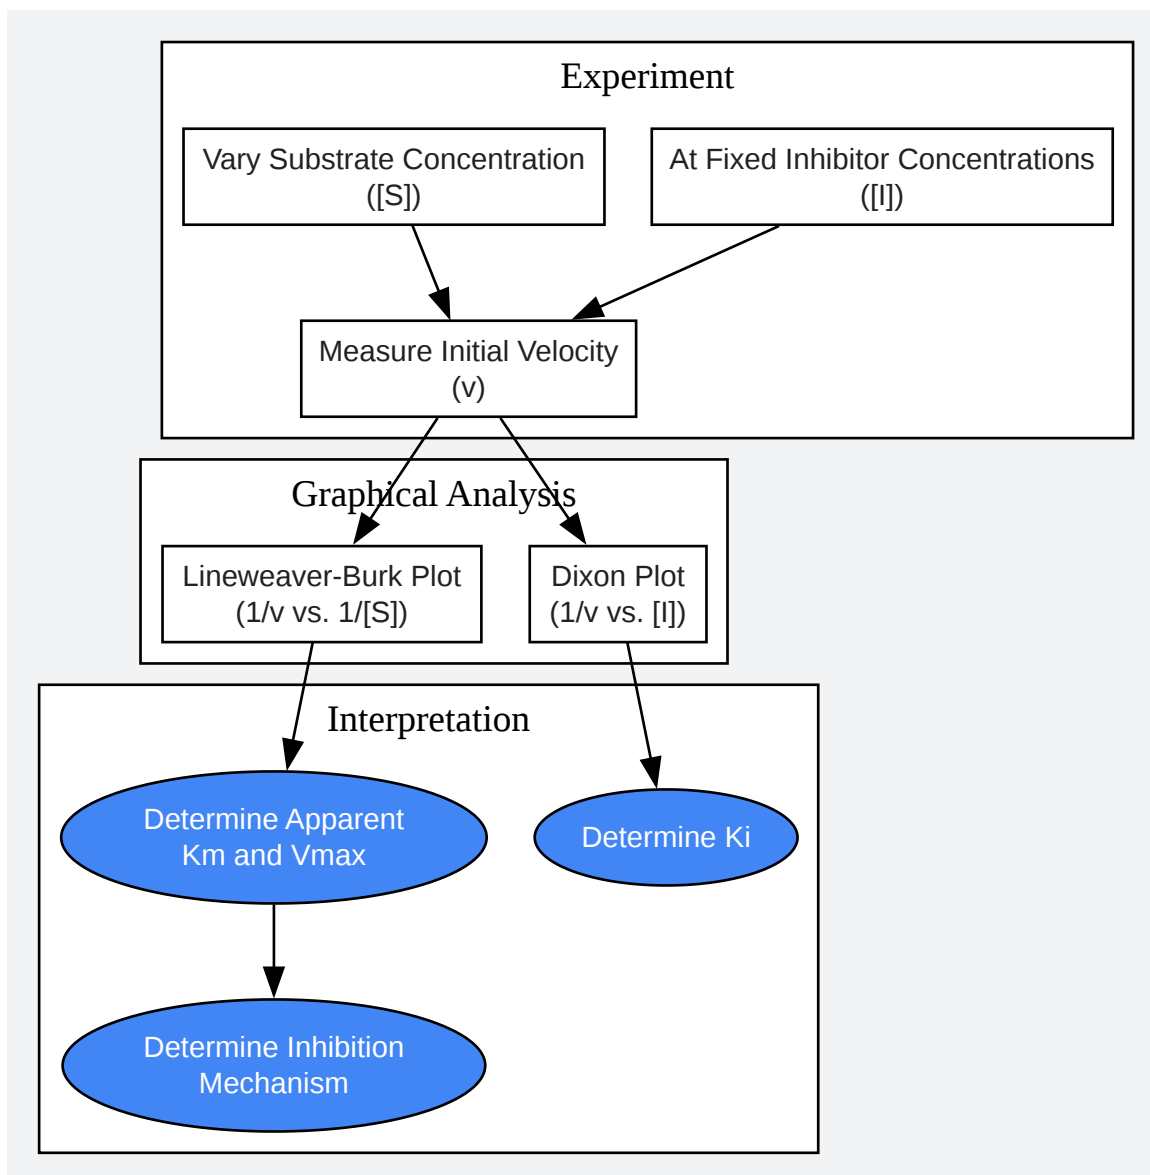 Experiment
Vary Substrate Concentration
([S])
At Fixed Inhibitor Concentrations
([I])
Measure Initial Velocity
(v)
Graphical Analysis
Lineweaver-Burk Plot
(1/v vs. 1/[S])
Dixon Plot
(1/v vs. [I])
Interpretation
Determine Apparent
Km and Vmax
Determine Ki
Determine Inhibition
Mechanism